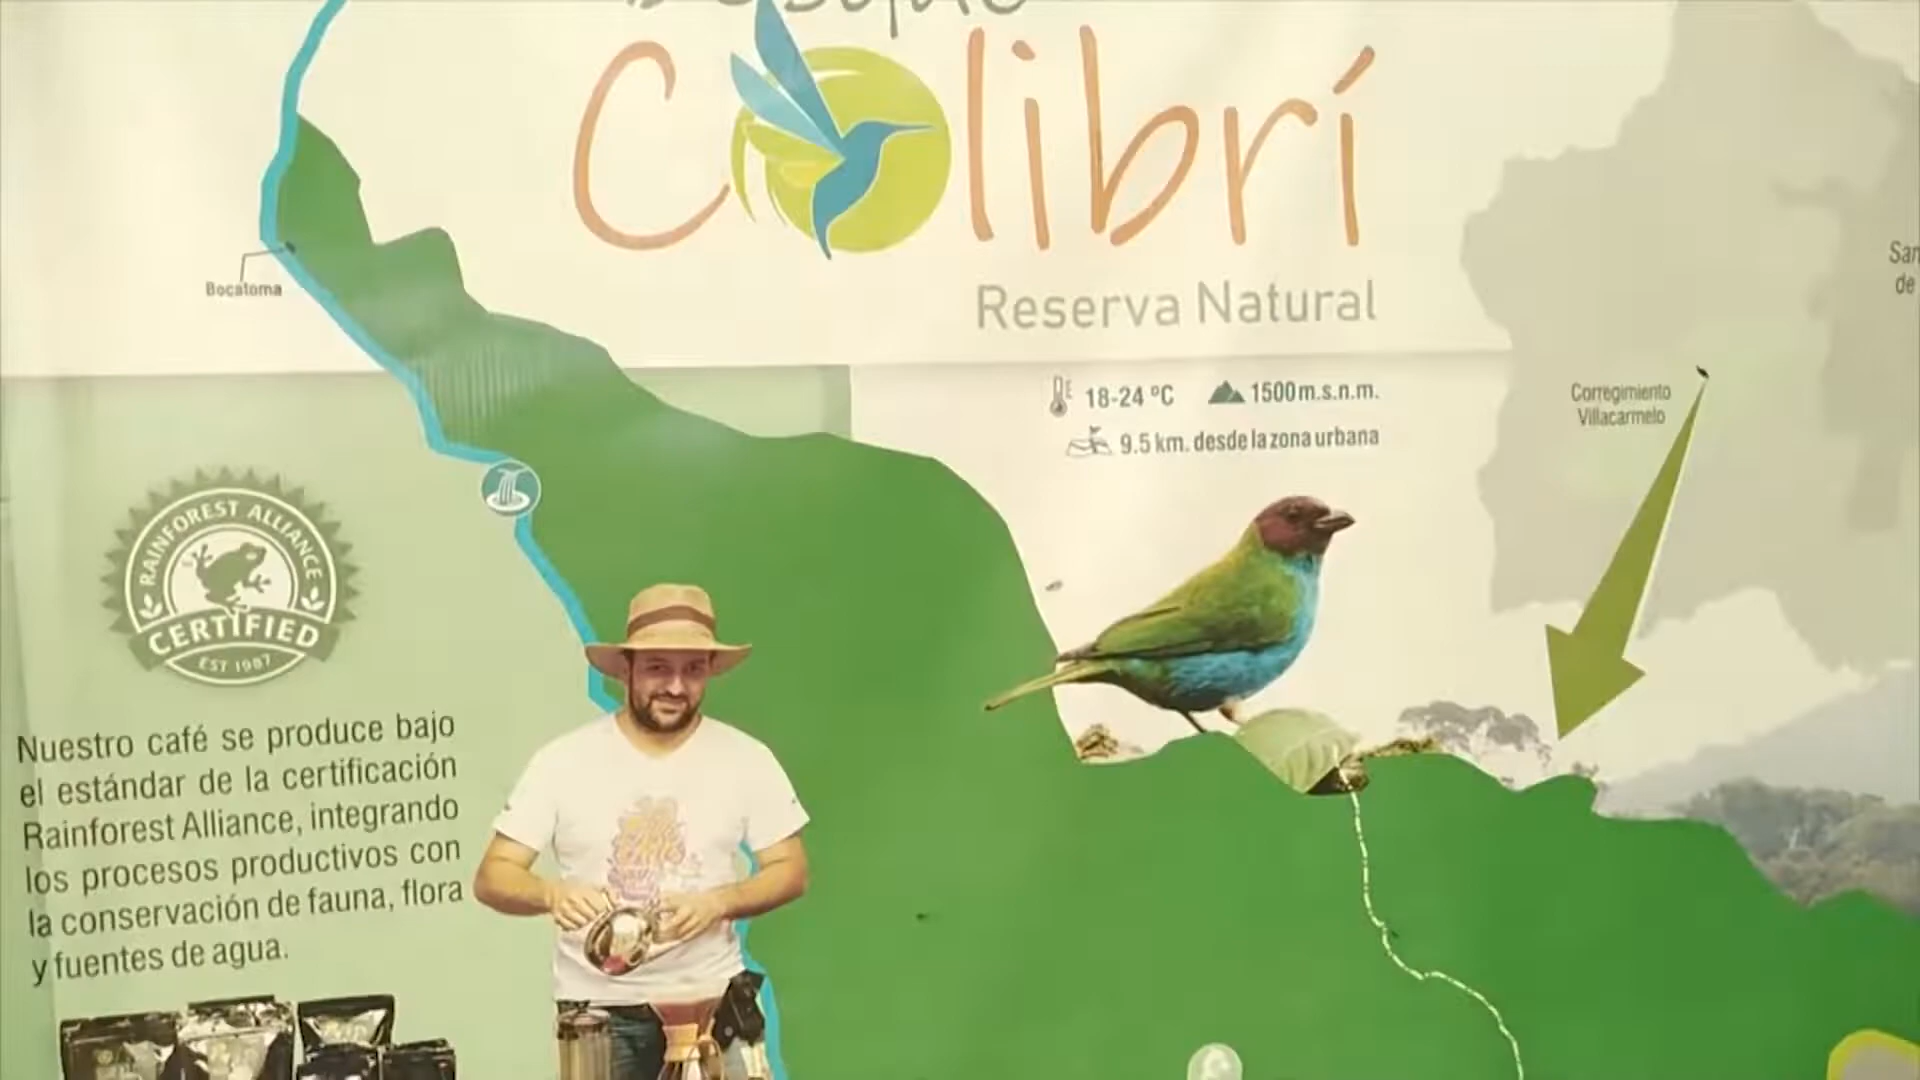 Colibrí
Reserva Natural
Bocatoma
18-24 ºC
1500 m.s.n.m.
9.5 km. desde la zona urbana
Corregimiento
Villacarmelo
San
de
RAINFOREST ALLIANCE
CERTIFIED
EST 1987
Nuestro café se produce bajo
el estándar de la certificación
Rainforest Alliance, integrando
los procesos productivos con
la conservación de fauna, flora
y fuentes de agua.